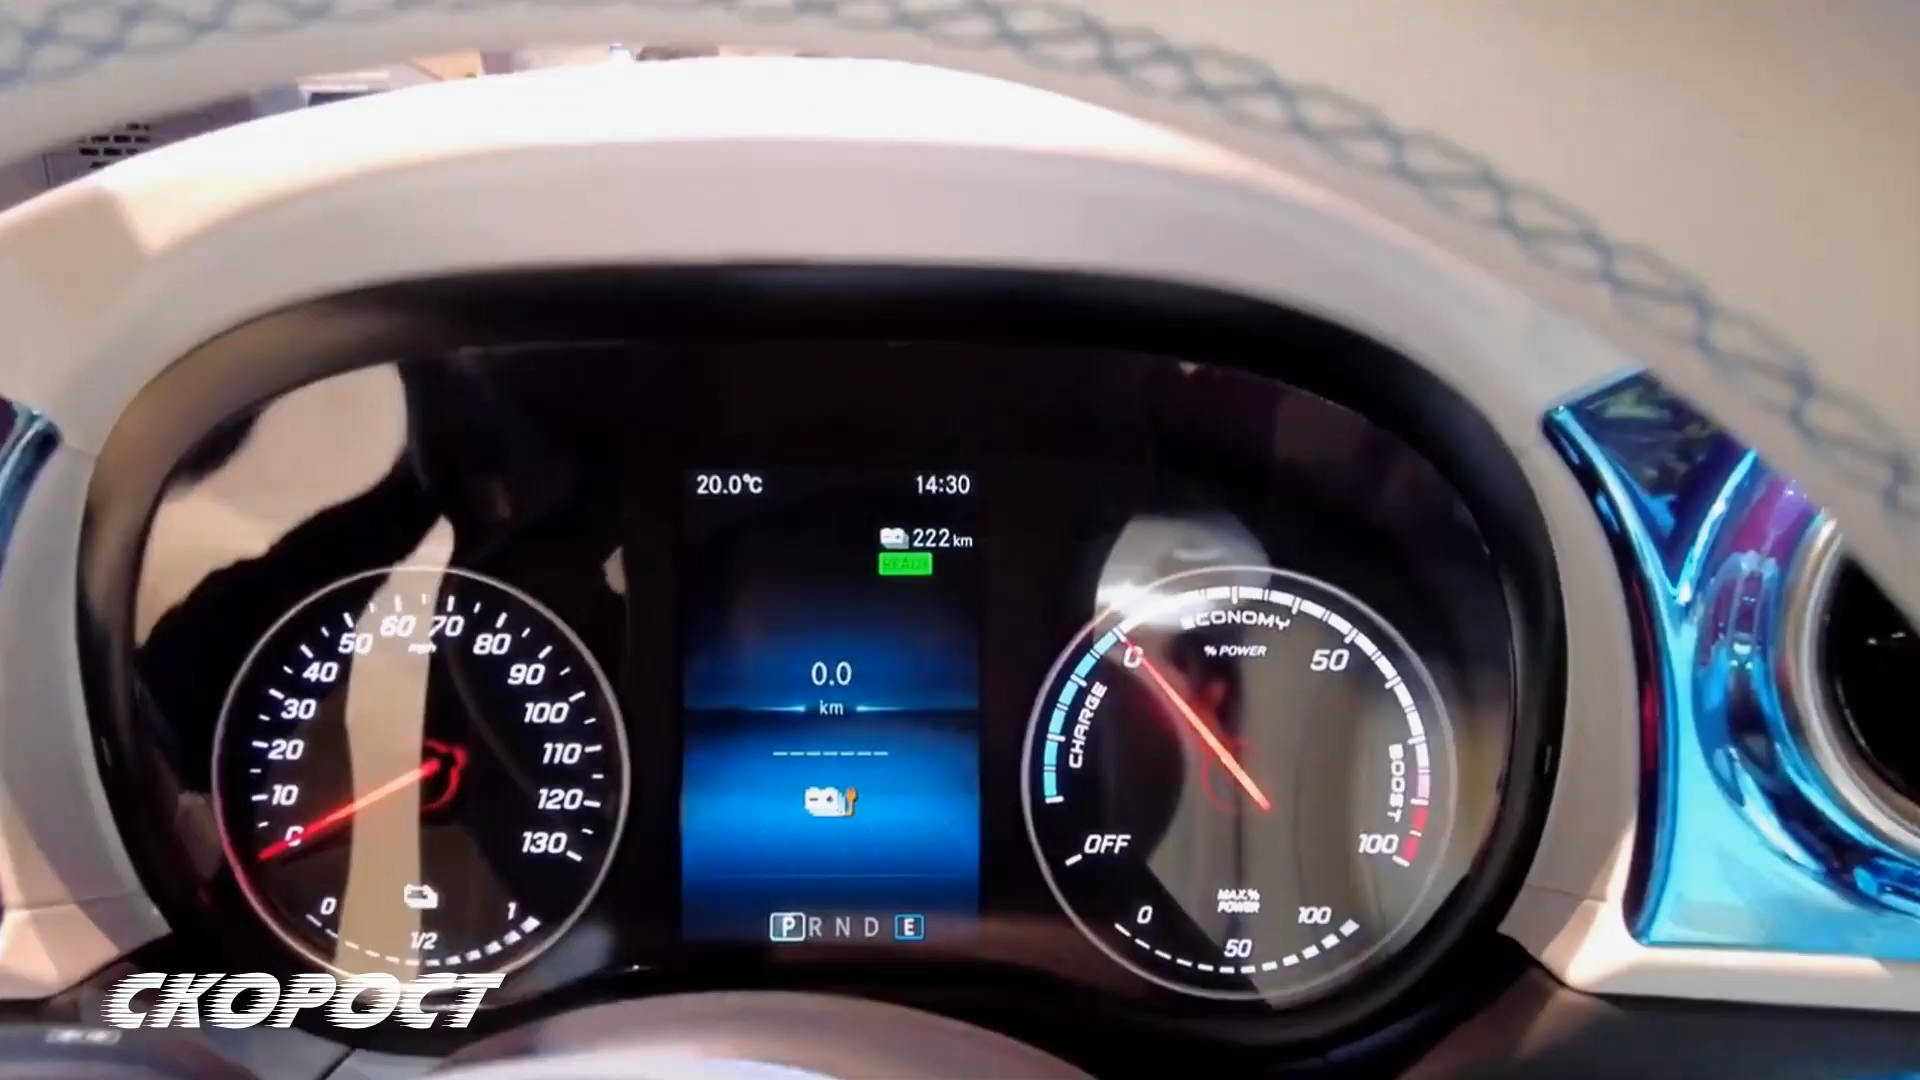 20.0°C 14:30
222 km
READY
0 10 20 30 40 50 60 70 80 90 100 110 120 130
mph
0 1/2 1
0.0
km
P R N D E
CHARGE
ECONOMY
% POWER
BOOST
OFF 0 50 100
MAX.%
POWER
0 50 100
СКОРОСТ